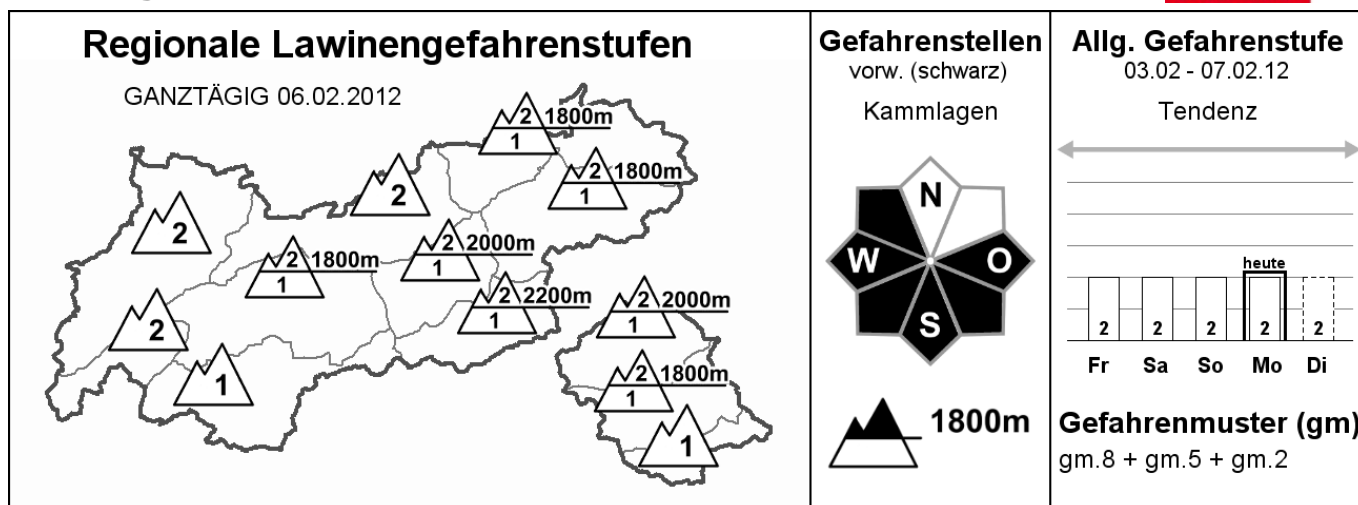 Regionale Lawinengefahrenstufen
GANZTÄGIG 06.02.2012
2 1800m
1
2 1800m
1
2
2
2 2000m
1
2 1800m
1
2 2200m
1
2 2000m
1
2
1
2 1800m
1
1
Gefahrenstellen
vorw. (schwarz)
Kammlagen
N
W O
S
1800m
Allg. Gefahrenstufe
03.02 - 07.02.12
Tendenz
heute
2 2 2 2 2
Fr Sa So Mo Di
Gefahrenmuster (gm)
gm.8 + gm.5 + gm.2